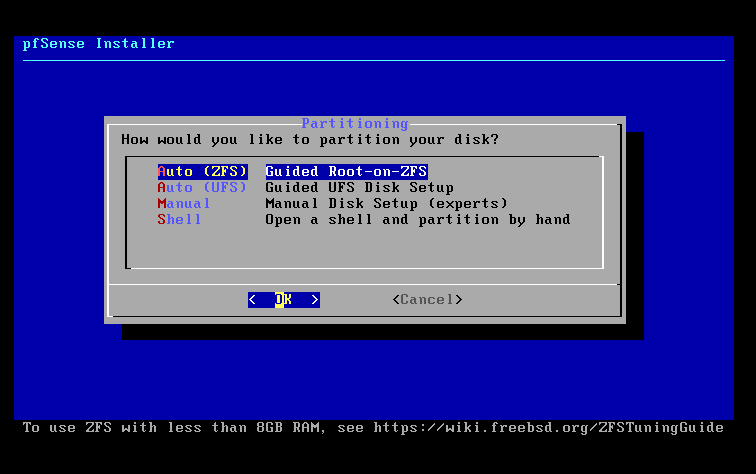 pfSense Installer
Partitioning
How would you like to partition your disk?
Auto (ZFS) Guided Root-on-ZFS
Auto (UFS) Guided UFS Disk Setup
Manual Manual Disk Setup (experts)
Shell Open a shell and partition by hand
< OK > <Cancel>
To use ZFS with less than 8GB RAM, see https://wiki.freebsd.org/ZFSTuningGuide